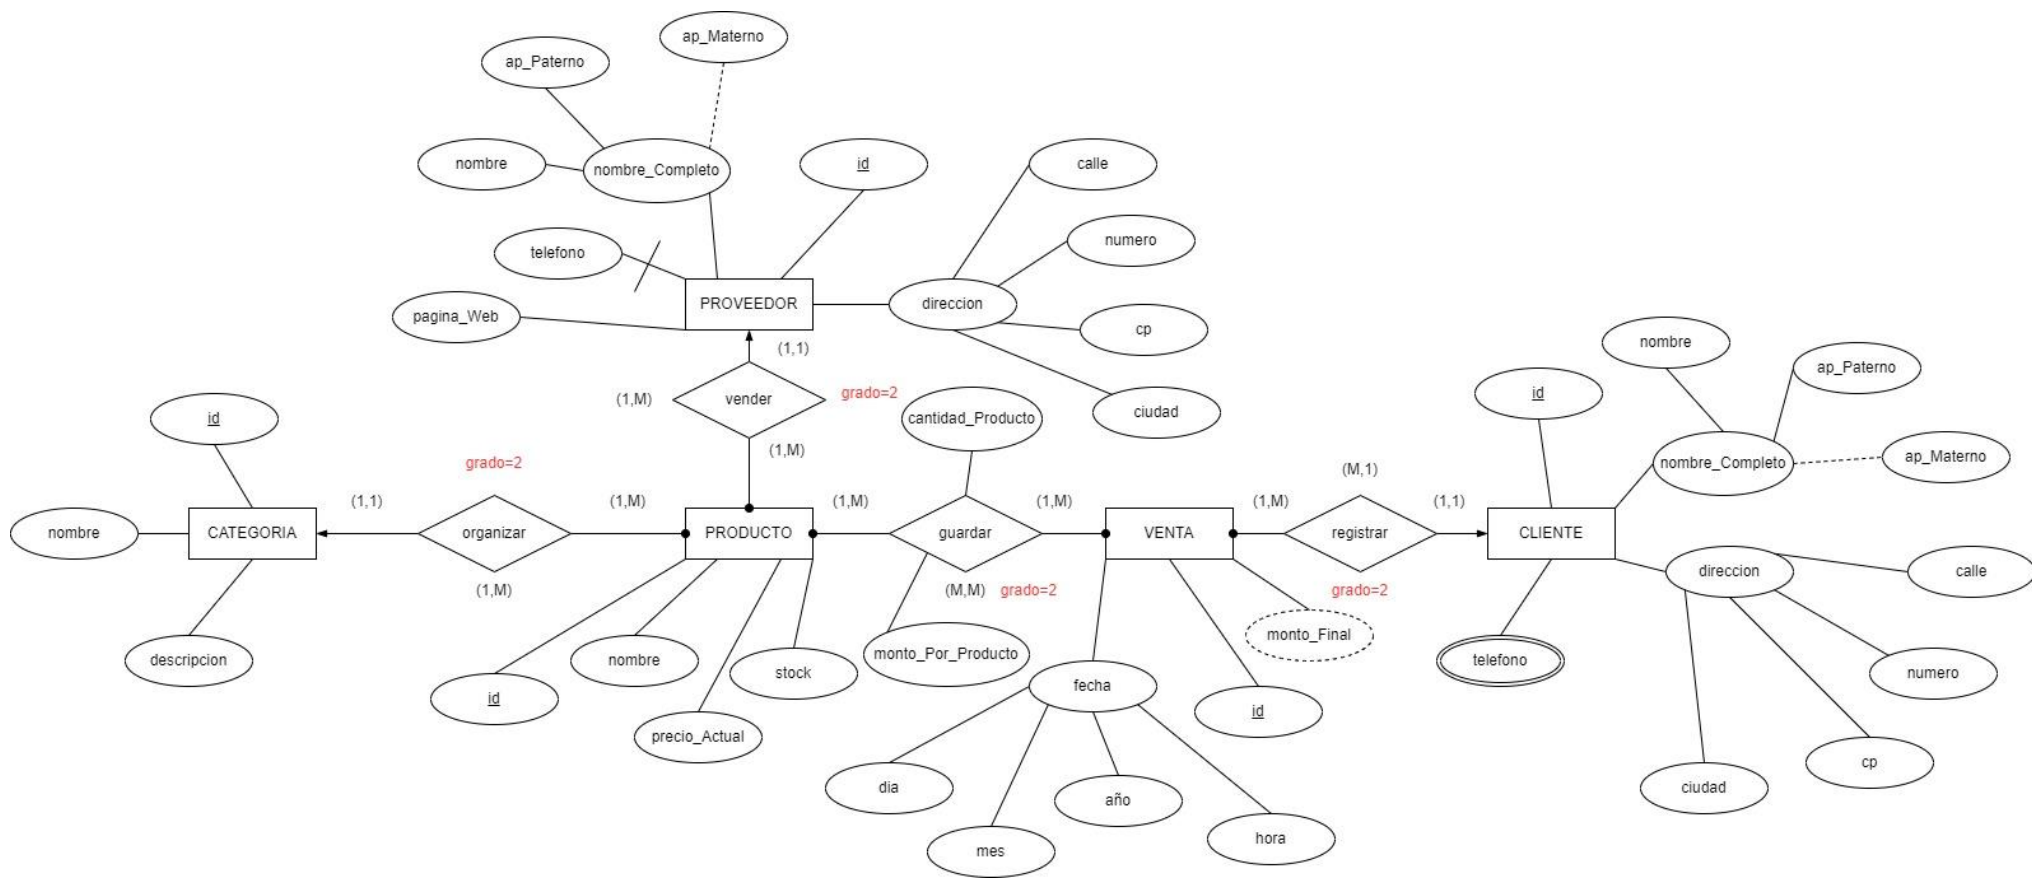 ap_Materno
ap_Paterno
nombre
nombre_Completo
id
calle
telefono
numero
PROVEEDOR
direccion
pagina_Web
cp
(1,1)
(1,M)
vender
grado=2
ciudad
(1,M)
cantidad_Producto
id
grado=2
nombre
CATEGORIA
descripcion
(1,1)
organizar
(1,M)
(1,M)
PRODUCTO
id
nombre
precio_Actual
stock
(1,M)
guardar
(1,M)
(M,M)
grado=2
monto_Por_Producto
VENTA
fecha
dia
mes
año
hora
id
monto_Final
(1,M)
(M,1)
registrar
(1,1)
grado=2
CLIENTE
id
nombre
ap_Paterno
nombre_Completo
ap_Materno
direccion
calle
numero
cp
ciudad
telefono